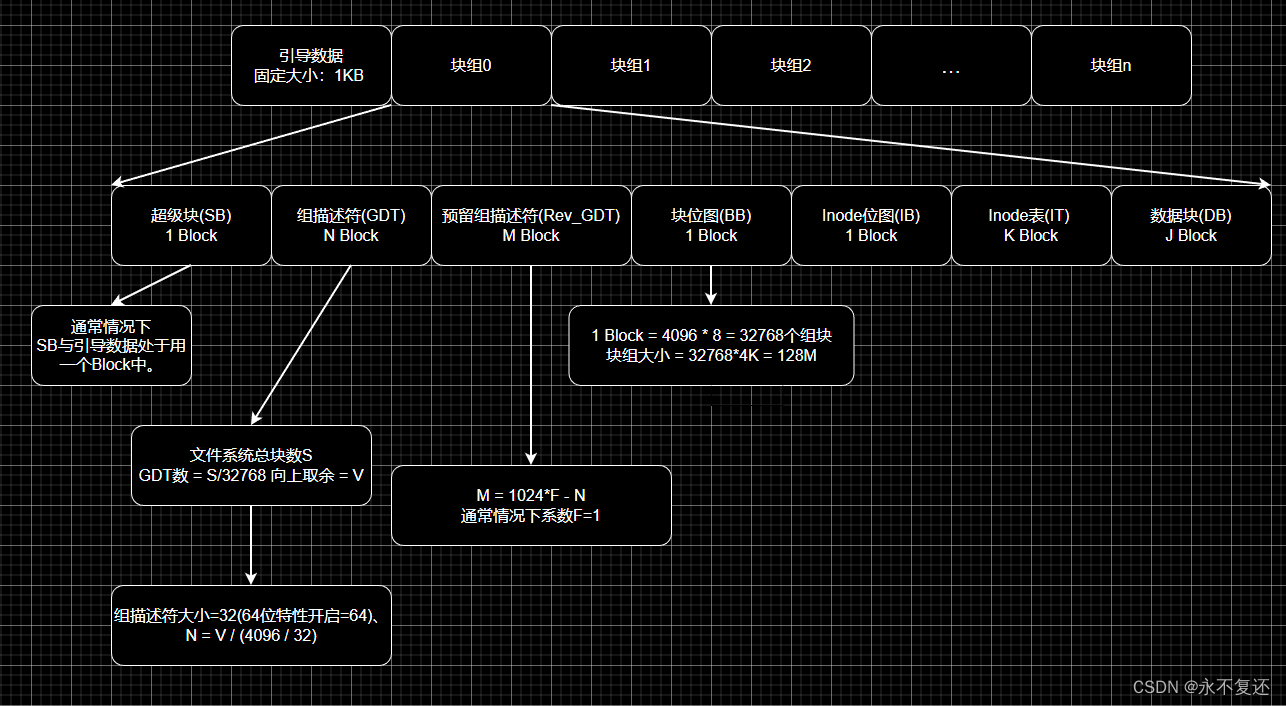 引导数据
固定大小：1KB
块组0
块组1
块组2
...
块组n
超级块(SB)
1 Block
组描述符(GDT)
N Block
预留组描述符(Rev_GDT)
M Block
块位图(BB)
1 Block
Inode位图(IB)
1 Block
Inode表(IT)
K Block
数据块(DB)
J Block
通常情况下
SB与引导数据处于用
一个Block中。
1 Block = 4096 * 8 = 32768个组块
块组大小 = 32768*4K = 128M
文件系统总块数S
GDT数 = S/32768 向上取余 = V
M = 1024*F - N
通常情况下系数F=1
组描述符大小=32(64位特性开启=64)、
N = V / (4096 / 32)
CSDN @永不复还